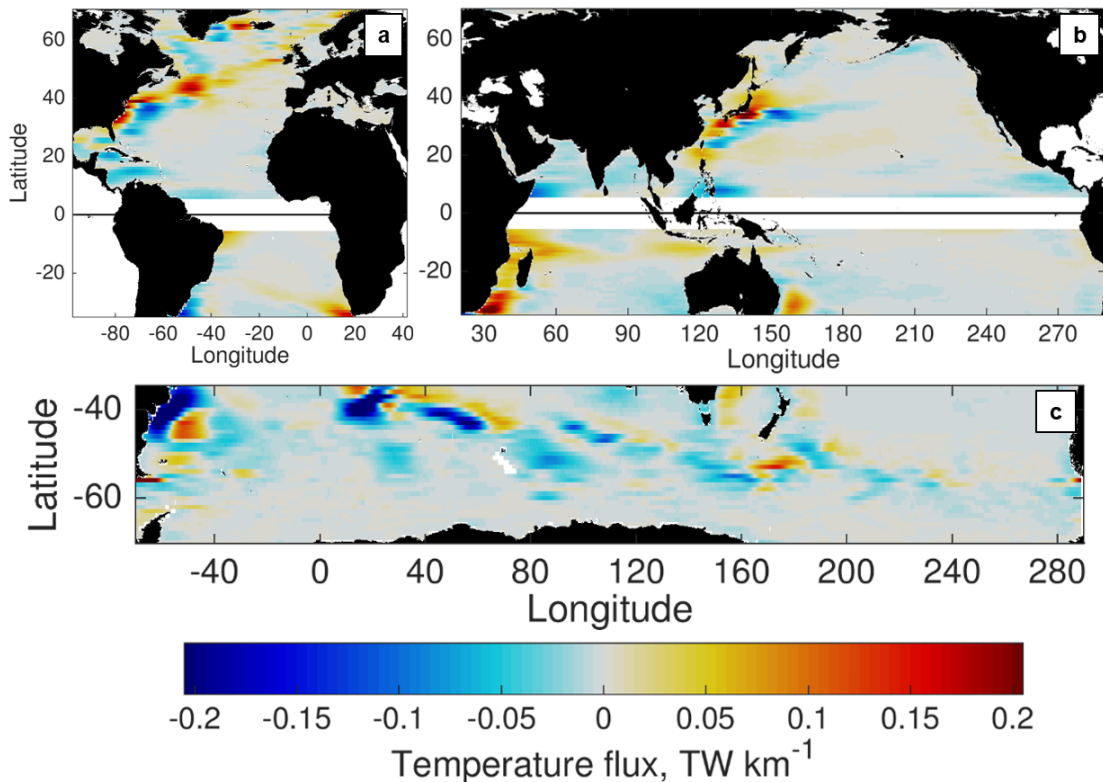 a
b
60
40
20
0
-20
Latitude
-80 -60 -40 -20 0 20 40
Longitude
60
40
20
0
-20
30 60 90 120 150 180 210 240 270
Longitude
c
-40
-60
Latitude
-40 0 40 80 120 160 200 240 280
Longitude
-0.2 -0.15 -0.1 -0.05 0 0.05 0.1 0.15 0.2
Temperature flux, TW km⁻¹